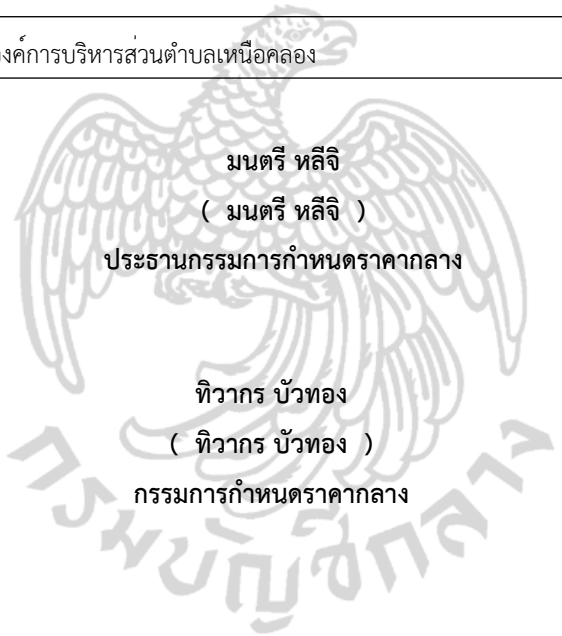 องค์การบริหารส่วนตำบลเหนือคลอง
มนตรี หลีจิ
( มนตรี หลีจิ )
ประธานกรรมการกำหนดราคากลาง
ทิวากร บัวทอง
( ทิวากร บัวทอง )
กรรมการกำหนดราคากลาง
กรมบัญชีกลาง